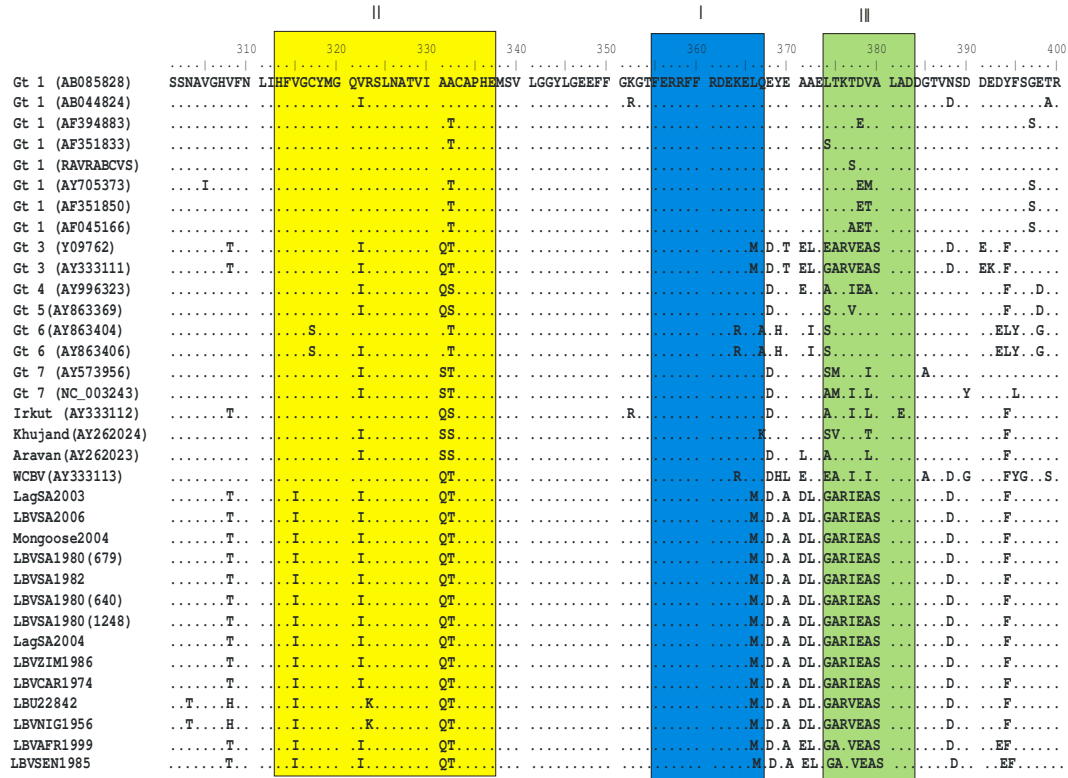 II I III
310 320 330 340 350 360 370 380 390 400
Gt 1 (AB085828) SSNAVGHVFN LIHFVGCYMG QVRSLNATVI AACAPHEMSV LGGYLGEEFF GKGTFERRFF RDEKELQEYE AAELTKTDVA LADDGTVNSD DEDYFSGETR
Gt 1 (AB044824) .......... .......... .I........ .......... .......... .R........ .......... .......... .......D.. ........A.
Gt 1 (AF394883) .......... .......... .......... .T........ .......... .......... .......... .......E.. .......... ......S...
Gt 1 (AF351833) .......... .......... .......... .T........ .......... .......... .......... ...S...... .......... ..........
Gt 1 (RAVRABCVS) .......... .......... .......... .......... .......... .......... .......... ......S... .......... ..........
Gt 1 (AY705373) ....I..... .......... .......... .T........ .......... .......... .......... .......EM. .......... ......S...
Gt 1 (AF351850) .......... .......... .......... .T........ .......... .......... .......... .......ET. .......... ......S...
Gt 1 (AF045166) .......... .......... .......... .T........ .......... .......... .......... ......AET. .......... ......S...
Gt 3 (Y09762) .......T.. .......... .I........ QT........ .......... .......... .....M.D.T EL.EARVEAS .......D.. E..F......
Gt 3 (AY333111) .......T.. .......... .I........ QT........ .......... .......... .....M.D.T EL.GARVEAS .......D.. EK.F......
Gt 4 (AY996323) .......... .......... .I........ QS........ .......... .......... .......D.. E..A..IEA. .......... ...F...D..
Gt 5(AY863369) .......... .......... .I........ QS........ .......... .......... .......D.. ...S..V... .......... ...F...D..
Gt 6(AY863404) .......... ......S... .......... .T........ .......... .......... ...R..A.H. .I.S...... .......... ..ELY..G..
Gt 6 (AY863406) .......... ......S... .I........ .T........ .......... .......... ...R..A.H. .I.S...... .......... ..ELY..G..
Gt 7 (AY573956) .......... .......... .I........ ST........ .......... .......... .......D.. ...SM...I. ....A..... ..........
Gt 7 (NC_003243) .......... .......... .I........ ST........ .......... .......... .......D.. ...AM.I.L. .........Y ....L.....
Irkut (AY333112) .......T.. .......... .......... QS........ .......... .R........ .......D.. ...A..I.L. .E........ ...F......
Khujand(AY262024) .......... .......... .I........ SS........ .......... .......... ......K... ...SV...T. .......... ...F......
Aravan(AY262023) .......... .......... .......... SS........ .......... .......... .......D.. L..A....L. .......... ...F......
WCBV(AY333113) .......... .......... .......... QT........ .......... .......... ...R...DHL E..EA.I.I. ....A..D.G ...FYG..S.
LagSA2003 .......T.. ....I..... .I........ QT........ .......... .......... .....M.D.A DL.GARIEAS .......D.. ...F......
LBVSA2006 .......T.. ....I..... .I........ QT........ .......... .......... .....M.D.A DL.GARIEAS .......D.. ...F......
Mongoose2004 .......T.. ....I..... .I........ QT........ .......... .......... .....M.D.A DL.GARIEAS .......D.. ...F......
LBVSA1980(679) .......T.. ....I..... .I........ QT........ .......... .......... .....M.D.A DL.GARIEAS .......D.. ...F......
LBVSA1982 .......T.. ....I..... .I........ QT........ .......... .......... .....M.D.A DL.GARIEAS .......D.. ...F......
LBVSA1980(640) .......T.. ....I..... .I........ QT........ .......... .......... .....M.D.A DL.GARIEAS .......D.. ...F......
LBVSA1980(1248) .......T.. ....I..... .I........ QT........ .......... .......... .....M.D.A DL.GARIEAS .......D.. ...F......
LagSA2004 .......T.. ....I..... .I........ QT........ .......... .......... .....M.D.A DL.GARIEAS .......D.. ...F......
LBVZIM1986 .......T.. ....I..... .I........ QT........ .......... .......... .....M.D.A DL.GARIEAS .......D.. ...F......
LBVCAR1974 .......T.. ....I..... .I........ QT........ .......... .......... .....M.D.A DL.GARIEAS .......D.. ...F......
LBU22842 ..T....H.. ....I..... ..K....... QT........ .......... .......... .....M.D.A DL.GARVEAS .......D.. ...F......
LBVNIG1956 ..T....H.. ....I..... ..K....... QT........ .......... .......... .....M.D.A DL.GARVEAS .......D.. ...F......
LBVAFR1999 .......T.. ....I..... .I........ QT........ .......... .......... .....M.D.A EL.GA.VEAS .......D.. ..EF......
LBVSEN1985 .......T.. ....I..... .I........ QT........ .......... .......... .....M.D.A EL.GA.VEAS .......D.. ..EF......